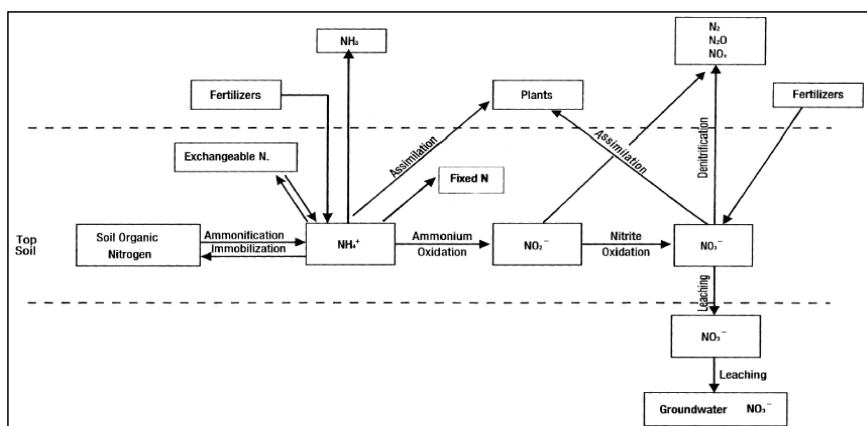 NH₃
N₂
N₂O
NOₓ
Fertilizers
Plants
Fertilizers
Assimilation
Assimilation
Denitrification
Exchangeable N.
Fixed N
Top
Soil
Soil Organic
Nitrogen
Ammonification
Immobilization
NH₄⁺
Ammonium
Oxidation
NO₂⁻
Nitrite
Oxidation
NO₃⁻
Leaching
NO₃⁻
Leaching
Groundwater NO₃⁻